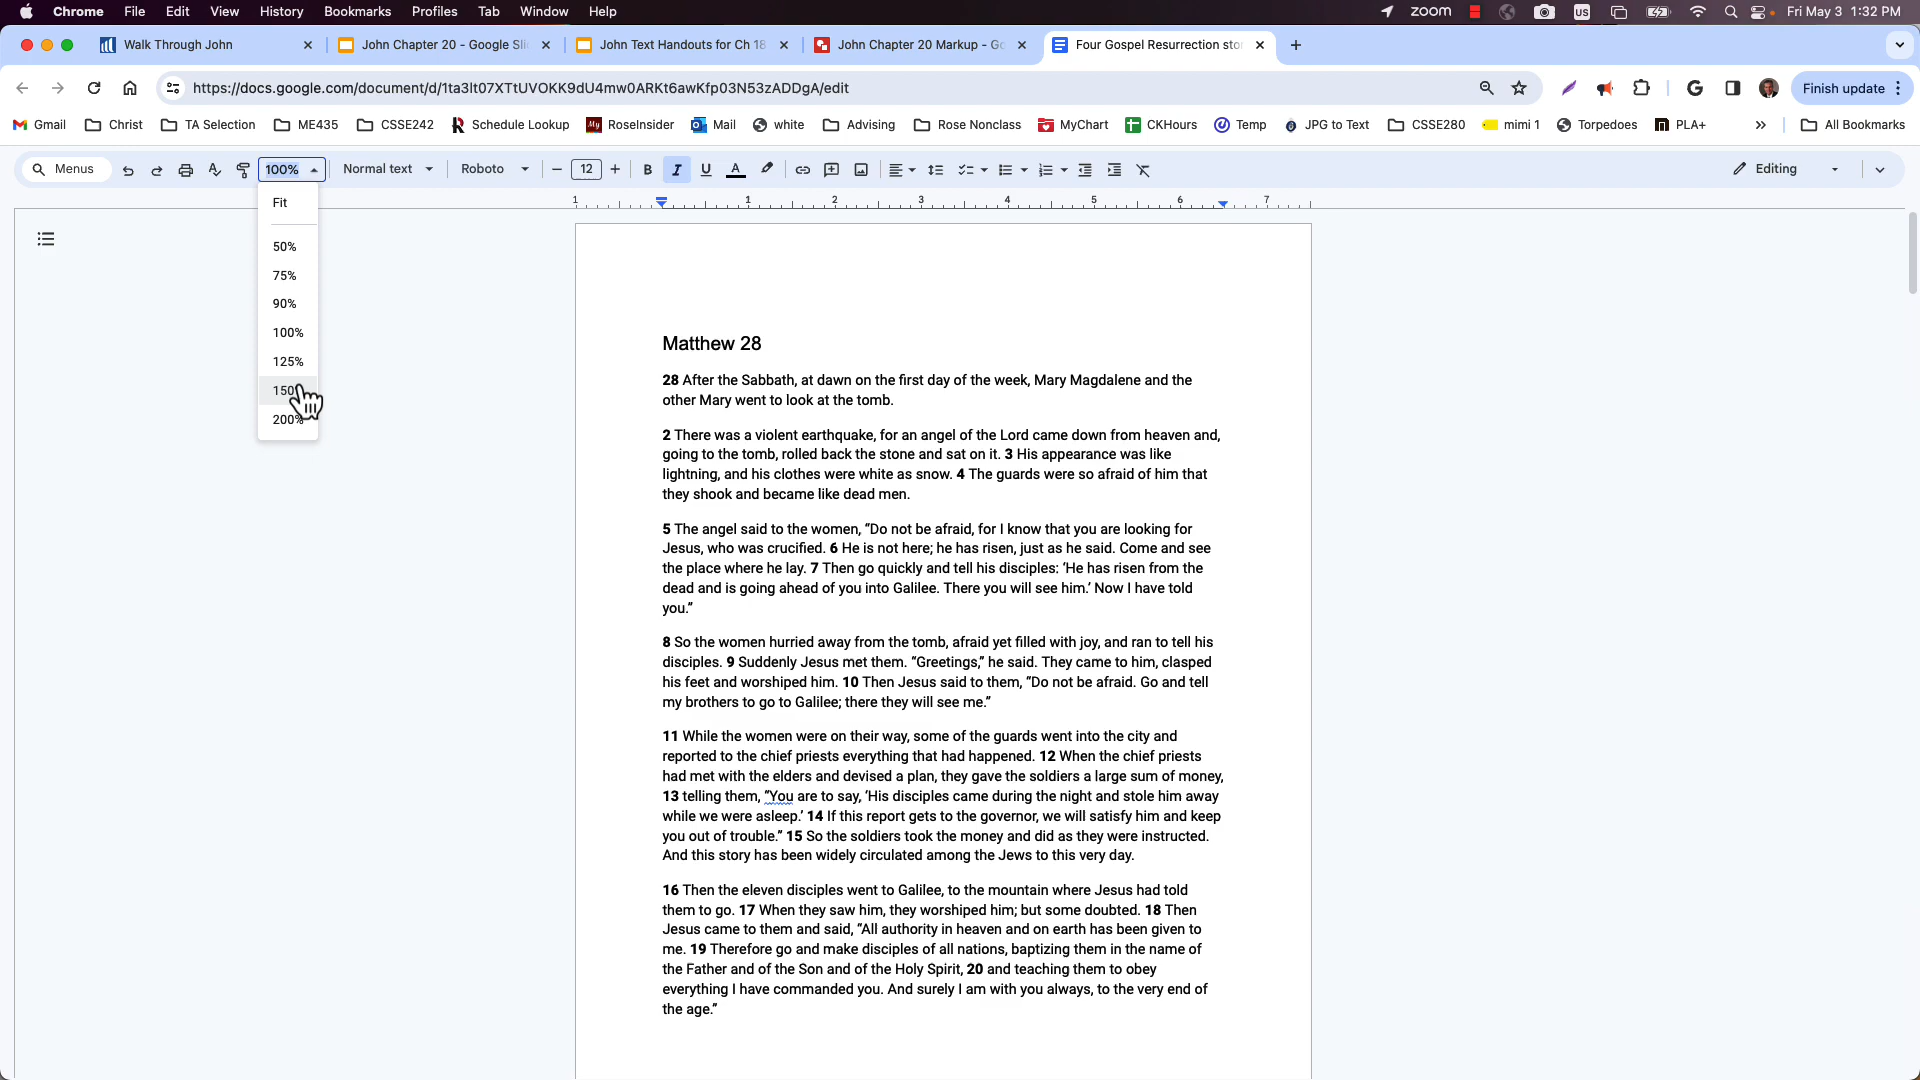 Chrome File Edit View History Bookmarks Profiles Tab Window Help zoom US Fri May 3 1:32 PM
Walk Through John John Chapter 20 - Google Sli John Text Handouts for Ch 18 John Chapter 20 Markup - Go Four Gospel Resurrection stor
https://docs.google.com/document/d/1ta3lt07XTtUVOKK9dU4mw0ARKt6awKfp03N53zADDgA/edit Finish update
Gmail Christ TA Selection ME435 CSSE242 Schedule Lookup My RoseInsider Mail white Advising Rose Nonclass MyChart CKHours Temp JPG to Text CSSE280 mimi 1 Torpedoes PLA+ All Bookmarks
Menus 100% Normal text Roboto 12 B I U A Editing
Fit
50%
75%
90%
100%
125%
150
200%
1 1 2 3 4 5 6 7
Matthew 28
28 After the Sabbath, at dawn on the first day of the week, Mary Magdalene and the
other Mary went to look at the tomb.
2 There was a violent earthquake, for an angel of the Lord came down from heaven and,
going to the tomb, rolled back the stone and sat on it. 3 His appearance was like
lightning, and his clothes were white as snow. 4 The guards were so afraid of him that
they shook and became like dead men.
5 The angel said to the women, “Do not be afraid, for I know that you are looking for
Jesus, who was crucified. 6 He is not here; he has risen, just as he said. Come and see
the place where he lay. 7 Then go quickly and tell his disciples: ‘He has risen from the
dead and is going ahead of you into Galilee. There you will see him.’ Now I have told
you.”
8 So the women hurried away from the tomb, afraid yet filled with joy, and ran to tell his
disciples. 9 Suddenly Jesus met them. “Greetings,” he said. They came to him, clasped
his feet and worshiped him. 10 Then Jesus said to them, “Do not be afraid. Go and tell
my brothers to go to Galilee; there they will see me.”
11 While the women were on their way, some of the guards went into the city and
reported to the chief priests everything that had happened. 12 When the chief priests
had met with the elders and devised a plan, they gave the soldiers a large sum of money,
13 telling them, “You are to say, ‘His disciples came during the night and stole him away
while we were asleep.’ 14 If this report gets to the governor, we will satisfy him and keep
you out of trouble.” 15 So the soldiers took the money and did as they were instructed.
And this story has been widely circulated among the Jews to this very day.
16 Then the eleven disciples went to Galilee, to the mountain where Jesus had told
them to go. 17 When they saw him, they worshiped him; but some doubted. 18 Then
Jesus came to them and said, “All authority in heaven and on earth has been given to
me. 19 Therefore go and make disciples of all nations, baptizing them in the name of
the Father and of the Son and of the Holy Spirit, 20 and teaching them to obey
everything I have commanded you. And surely I am with you always, to the very end of
the age.”